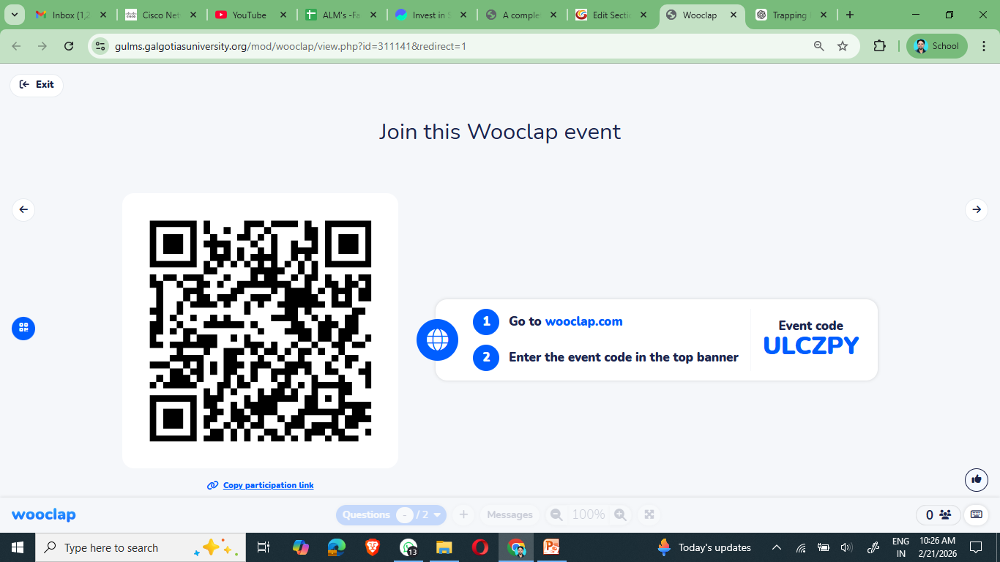 Inbox (1,2
Cisco Net
YouTube
ALM's -Fa
Invest in S
A comple
Edit Secti
Wooclap
Trapping
gulms.galgotiasuniversity.org/mod/wooclap/view.php?id=311141&redirect=1
School
Exit
Join this Wooclap event
1 Go to wooclap.com
2 Enter the event code in the top banner
Event code
ULCZPY
Copy participation link
wooclap
Questions - / 2
Messages
100%
0
Type here to search
13
Today's updates
ENG
IN
10:26 AM
2/21/2026